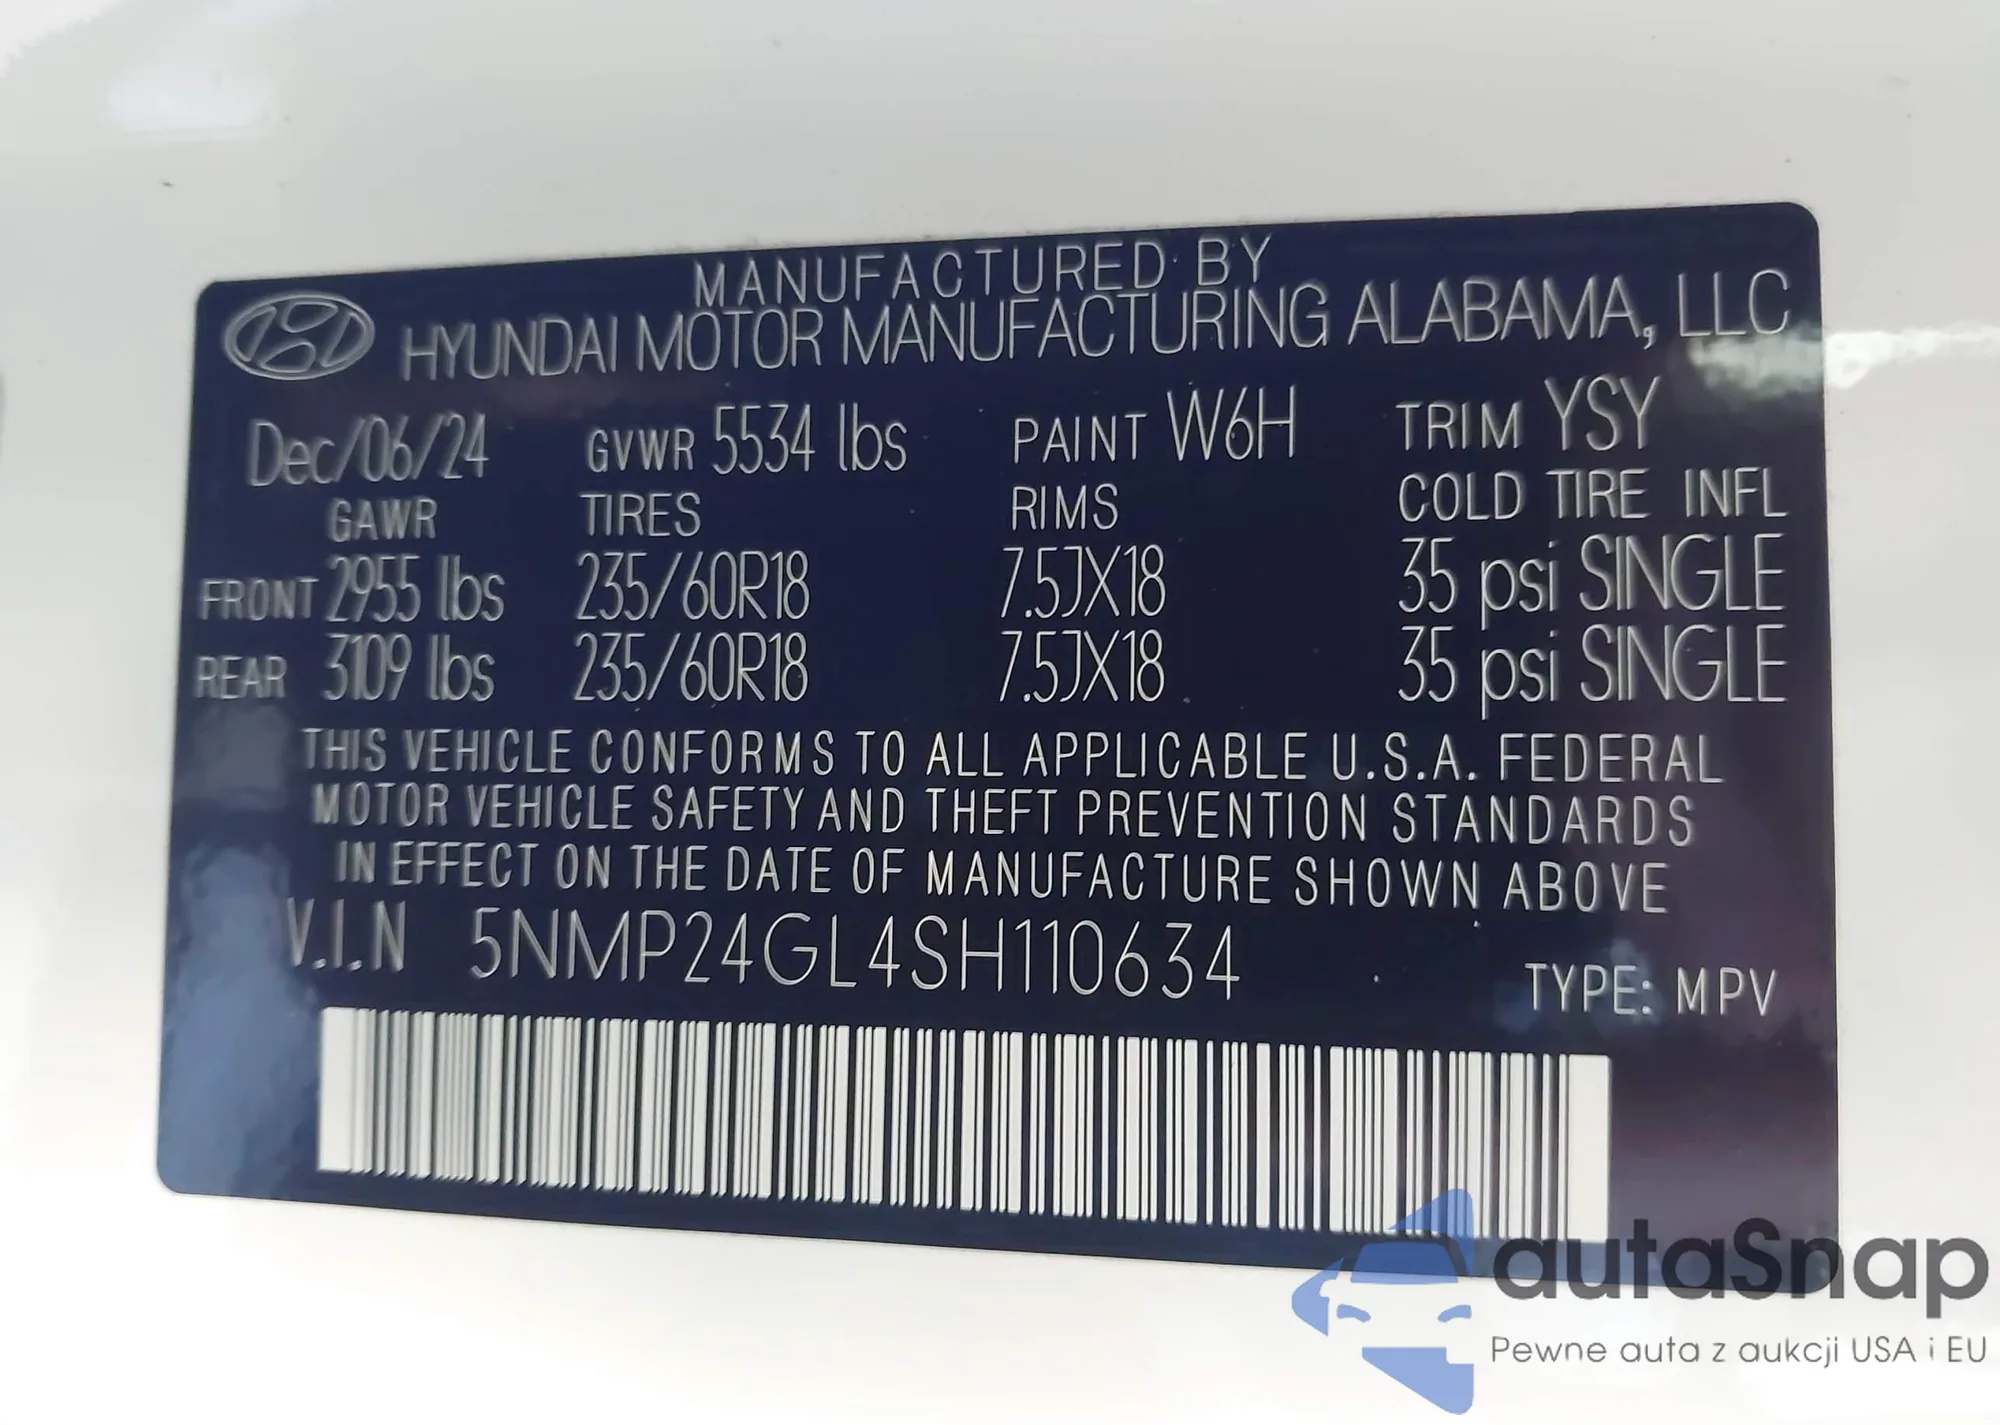 MANUFACTURED BY
HYUNDAI MOTOR MANUFACTURING ALABAMA, LLC
Dec/06/24 GVWR 5534 lbs PAINT W6H TRIM YSY
GAWR TIRES RIMS COLD TIRE INFL
FRONT 2955 lbs 235/60R18 7.5JX18 35 psi SINGLE
REAR 3109 lbs 235/60R18 7.5JX18 35 psi SINGLE
THIS VEHICLE CONFORMS TO ALL APPLICABLE U.S.A. FEDERAL
MOTOR VEHICLE SAFETY AND THEFT PREVENTION STANDARDS
IN EFFECT ON THE DATE OF MANUFACTURE SHOWN ABOVE
V.I.N 5NMP24GL4SH110634
TYPE: MPV
autaSnap
Pewne auta z aukcji USA i EU